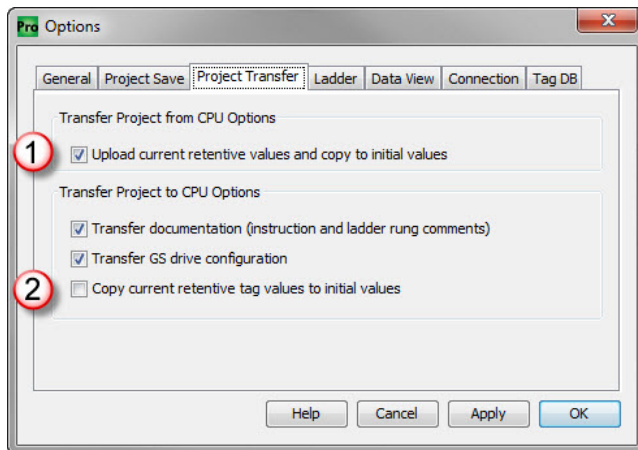 Pro Options
General Project Save Project Transfer Ladder Data View Connection Tag DB
Transfer Project from CPU Options
1 Upload current retentive values and copy to initial values
Transfer Project to CPU Options
Transfer documentation (instruction and ladder rung comments)
Transfer GS drive configuration
2 Copy current retentive tag values to initial values
Help Cancel Apply OK